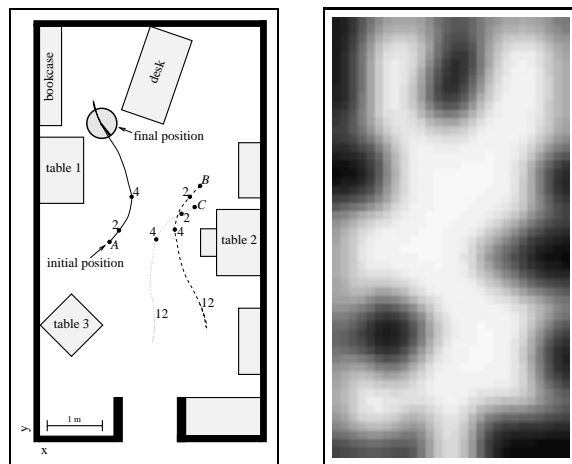 bookcase
desk
final position
table 1
4
B
2
C
2
2
A
4
4
table 2
initial position
12
12
table 3
1 m
y
x